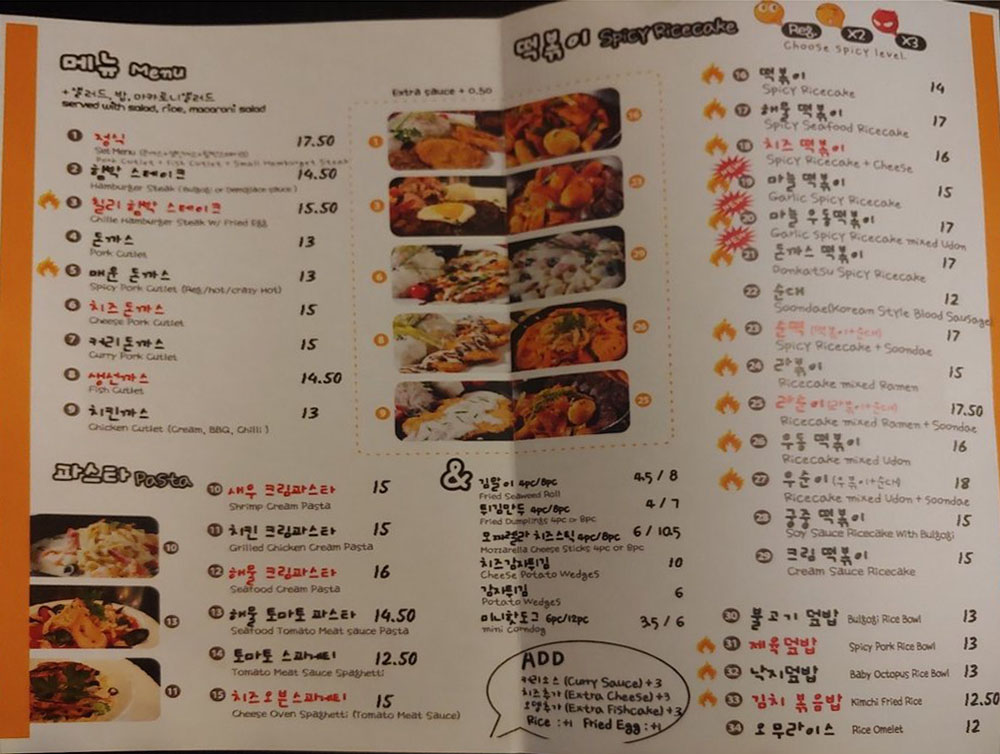 메뉴 Menu
+샐러드, 밥, 마카로니샐러드
served with salad, rice, macaroni salad
1 정식 17.50
Set Menu
Pork Cutlet + Fish Cutlet + Small Hamburger Steak
2 함박 스테이크 14.50
Hamburger Steak (Bulgogi or Demiglace sauce)
3 칠리 함박 스테이크 15.50
Chille Hamburger Steak w/ Fried Egg
4 돈까스 13
Pork Cutlet
5 매운 돈까스 13
Spicy Pork Cutlet (Reg/hot/crazy Hot)
6 치즈 돈까스 15
Cheese Pork Cutlet
7 커리돈까스 15
Curry Pork Cutlet
8 생선까스 14.50
Fish Cutlet
9 치킨까스 13
Chicken Cutlet (Cream, BBQ, Chilli)
Extra sauce + 0.50
1
3
6
8
9
16
21
29
26
25
파스타 Pasta
10
13
11
10 새우 크림파스타 15
Shrimp Cream Pasta
11 치킨 크림파스타 15
Grilled Chicken Cream Pasta
12 해물 크림파스타 16
Seafood Cream Pasta
13 해물 토마토 파스타 14.50
Seafood Tomato Meat sauce Pasta
14 토마토 스파게티 12.50
Tomato Meat Sauce Spaghetti
15 치즈오븐스파게티 15
Cheese Oven Spaghetti (Tomato Meat Sauce)
&
김말이 4pc/8pc 4.5 / 8
Fried Seaweed Roll
튀김만두 4pc/8pc 4 / 7
Fried Dumplings 4pc or 8pc
모짜렐라 치즈스틱 4pc/8pc 6 / 10.5
Mozzarella Cheese Sticks 4pc or 8pc
치즈감자튀김 10
Cheese Potato Wedges
감자튀김 6
Potato Wedges
미니핫도그 6pc/12pc 3.5 / 6
mini Corndog
ADD
커리소스 (Curry Sauce) +3
치즈추가 (Extra Cheese) +3
오뎅추가 (Extra Fishcake) +3
Rice : +1 Fried Egg : +1
떡볶이 Spicy Ricecake
Reg. X2 X3
Choose spicy level.
16 떡볶이 14
Spicy Ricecake
17 해물 떡볶이 17
Spicy Seafood Ricecake
18 치즈 떡볶이 16
Spicy Ricecake + Cheese
19 마늘 떡볶이 15
Garlic Spicy Ricecake
20 마늘 우동떡볶이 17
Garlic Spicy Ricecake mixed Udon
21 돈까스 떡볶이 17
Donkatsu Spicy Ricecake
22 순대 12
Soondae(Korean Style Blood Sausage
23 순떡 (떡볶이+순대) 17
Spicy Ricecake + Soondae
24 라볶이 15
Ricecake mixed Ramen
25 라순이(라볶이+순대) 17.50
Ricecake mixed Ramen + Soondae
26 우동 떡볶이 16
Ricecake mixed Udon
27 우순이 (우볶이+순대) 18
Ricecake mixed Udon + Soondae
28 궁중 떡볶이 15
Soy Sauce Ricecake with Bulgogi
29 크림 떡볶이 15
Cream Sauce Ricecake
30 불고기 덮밥 Bulgogi Rice Bowl 13
31 제육덮밥 Spicy Pork Rice Bowl 13
32 낙지덮밥 Baby Octopus Rice Bowl 13
33 김치 볶음밥 Kimchi Fried Rice 12.50
34 오무라이스 Rice Omelet 12